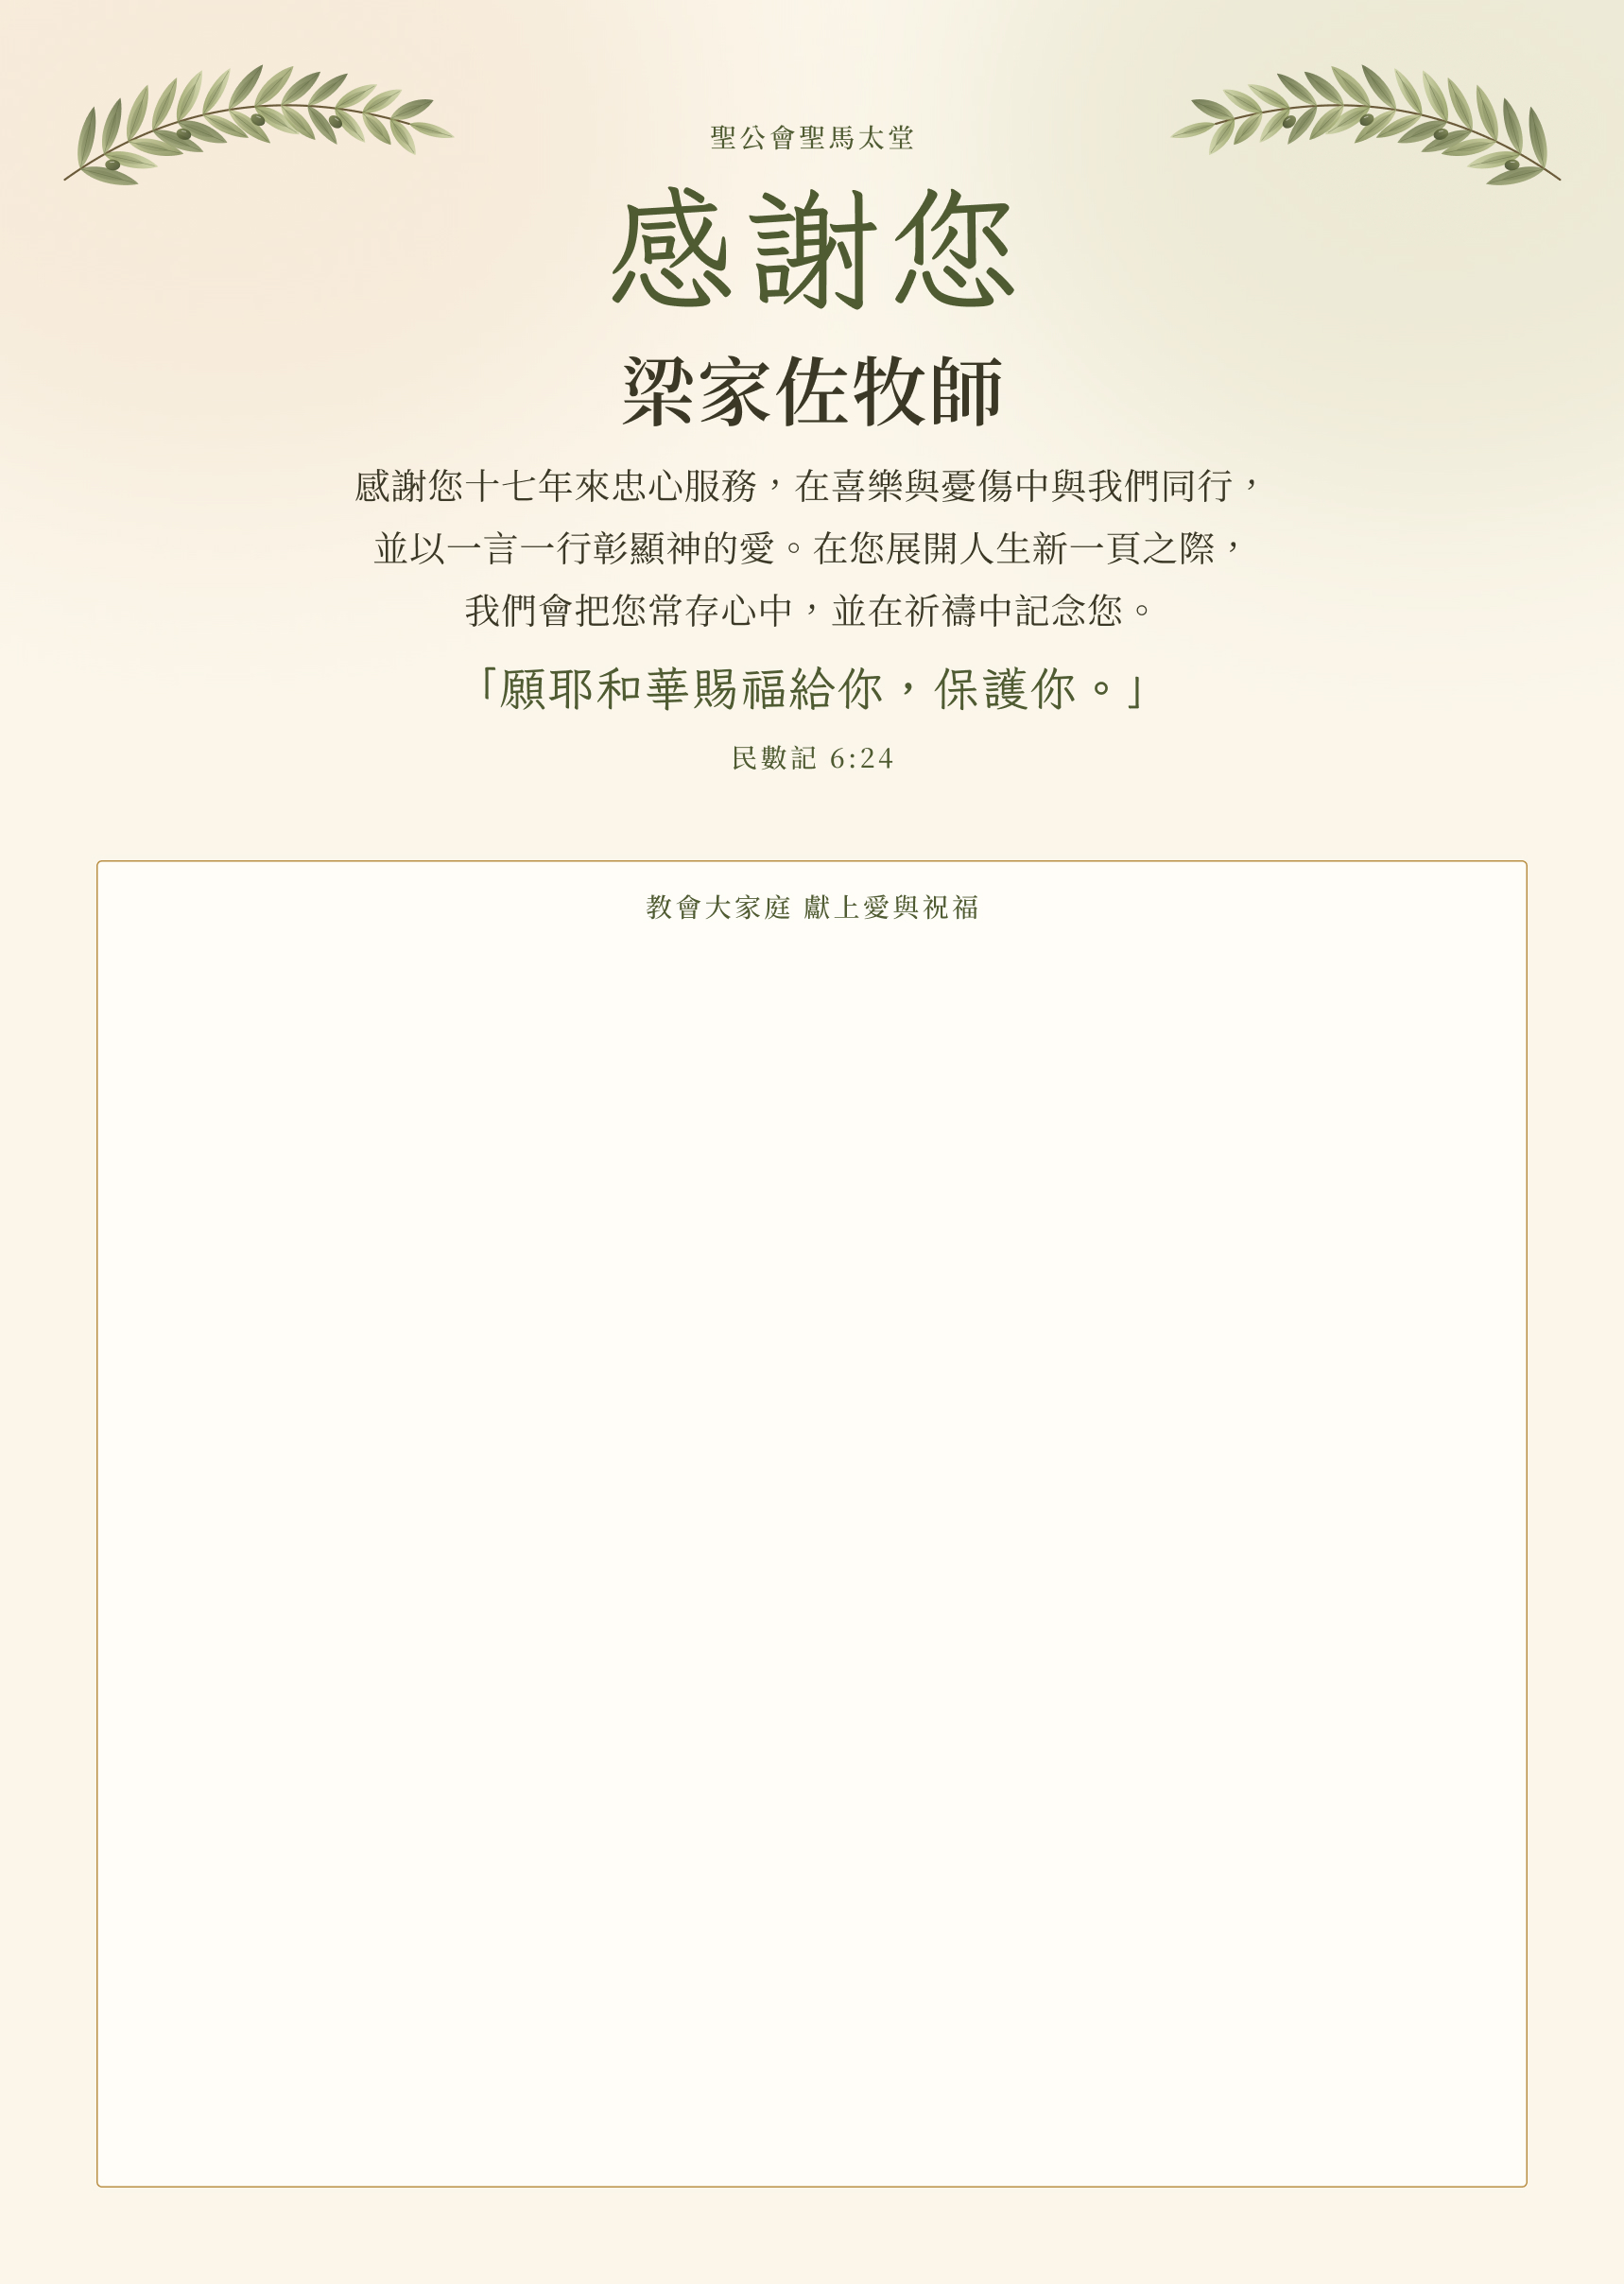 聖公會聖馬太堂
感謝您
梁家佐牧師
感謝您十七年來忠心服務，在喜樂與憂傷中與我們同行，
並以一言一行彰顯神的愛。在您展開人生新一頁之際，
我們會把您常存心中，並在祈禱中記念您。
「願耶和華賜福給你，保護你。」
民數記 6:24
教會大家庭 獻上愛與祝福